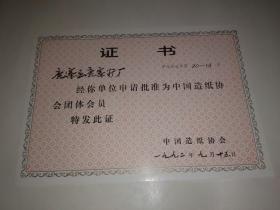 证书
20-18
经你单位申请批准为中国造纸协
会团体会员
特发此证
中国造纸协会
一九九二年九月十五日